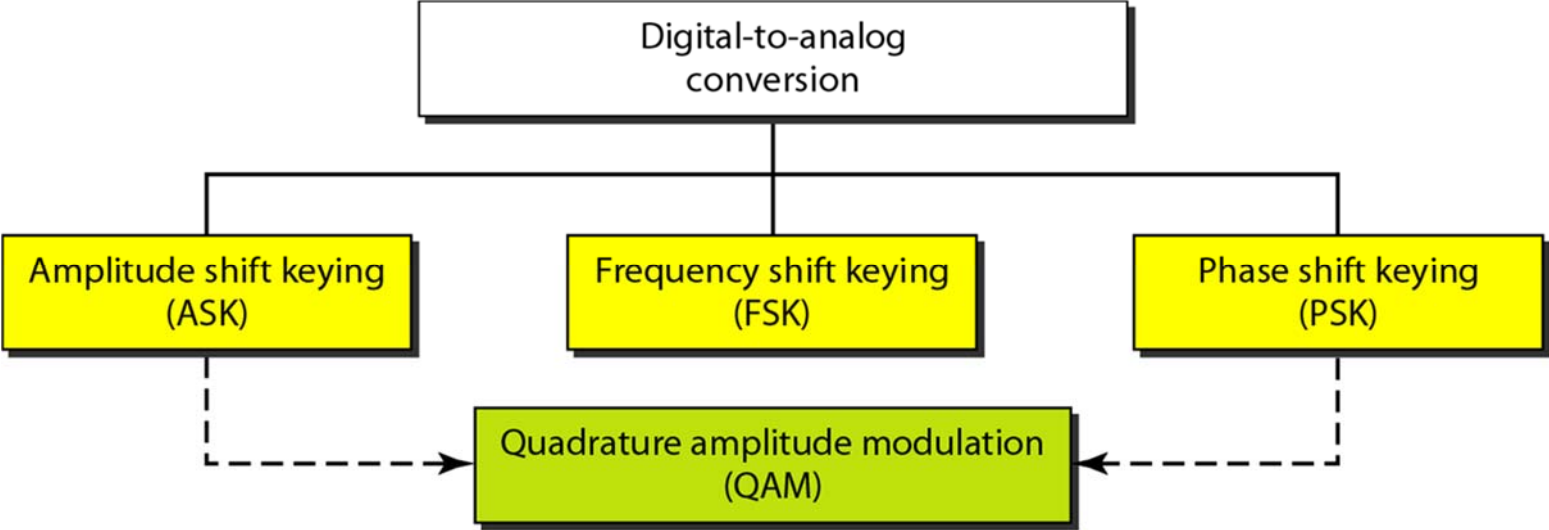 Digital-to-analog
conversion
Amplitude shift keying
(ASK)
Frequency shift keying
(FSK)
Phase shift keying
(PSK)
Quadrature amplitude modulation
(QAM)